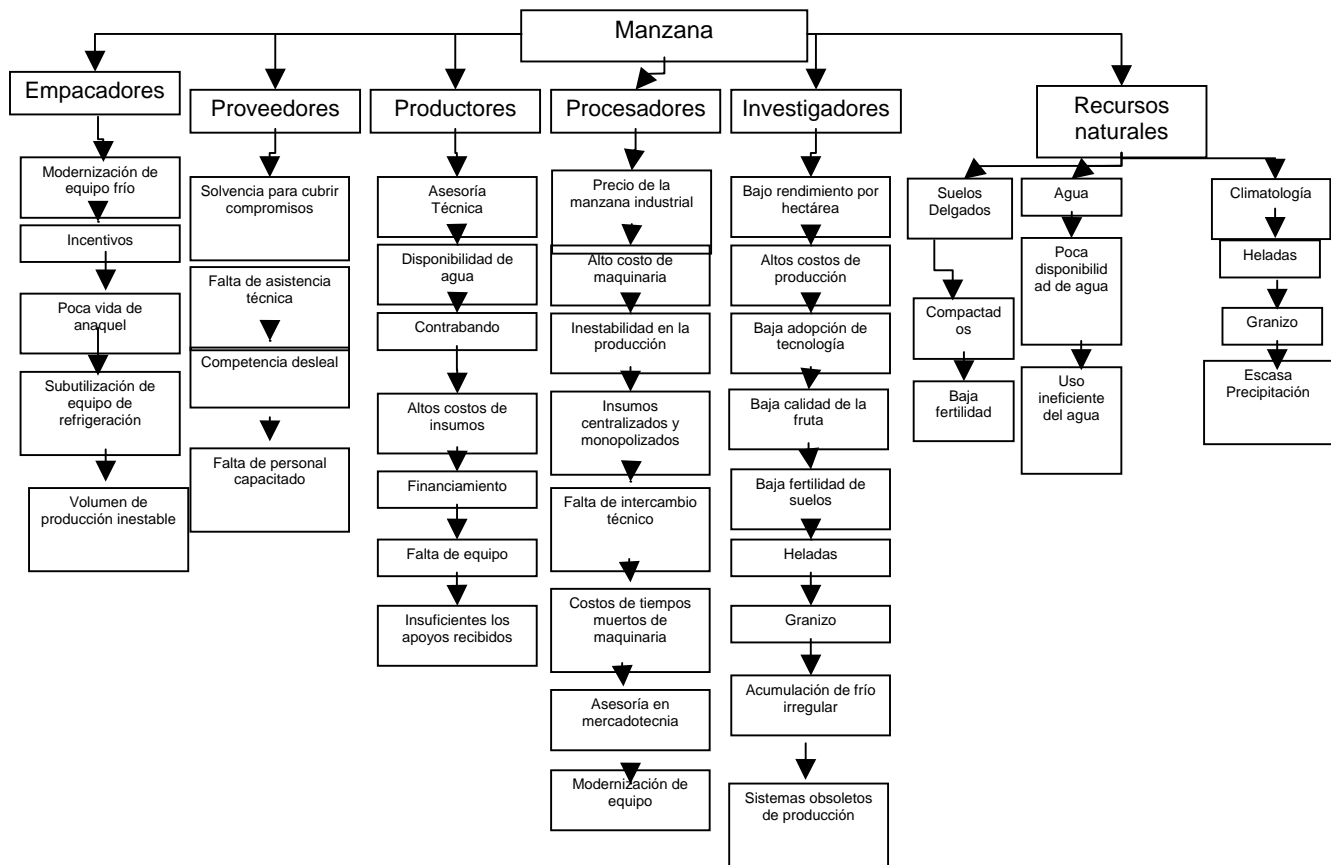 Manzana
Empacadores
Modernización de
equipo frío
Incentivos
Poca vida de
anaquel
Subutilización de
equipo de
refrigeración
Volumen de
producción inestable
Proveedores
Solvencia para cubrir
compromisos
Falta de asistencia
técnica
Competencia desleal
Falta de personal
capacitado
Productores
Asesoría
Técnica
Disponibilidad de
agua
Contrabando
Altos costos de
insumos
Financiamiento
Falta de equipo
Insuficientes los
apoyos recibidos
Procesadores
Precio de la
manzana industrial
Alto costo de
maquinaria
Inestabilidad en la
producción
Insumos
centralizados y
monopolizados
Falta de intercambio
técnico
Costos de tiempos
muertos de
maquinaria
Asesoría en
mercadotecnia
Modernización de
equipo
Investigadores
Bajo rendimiento por
hectárea
Altos costos de
producción
Baja adopción de
tecnología
Baja calidad de la
fruta
Baja fertilidad de
suelos
Heladas
Granizo
Acumulación de frío
irregular
Sistemas obsoletos
de producción
Recursos
naturales
Suelos
Delgados
Compactad
os
Baja
fertilidad
Agua
Poca
disponibilid
ad de agua
Uso
ineficiente
del agua
Climatología
Heladas
Granizo
Escasa
Precipitación